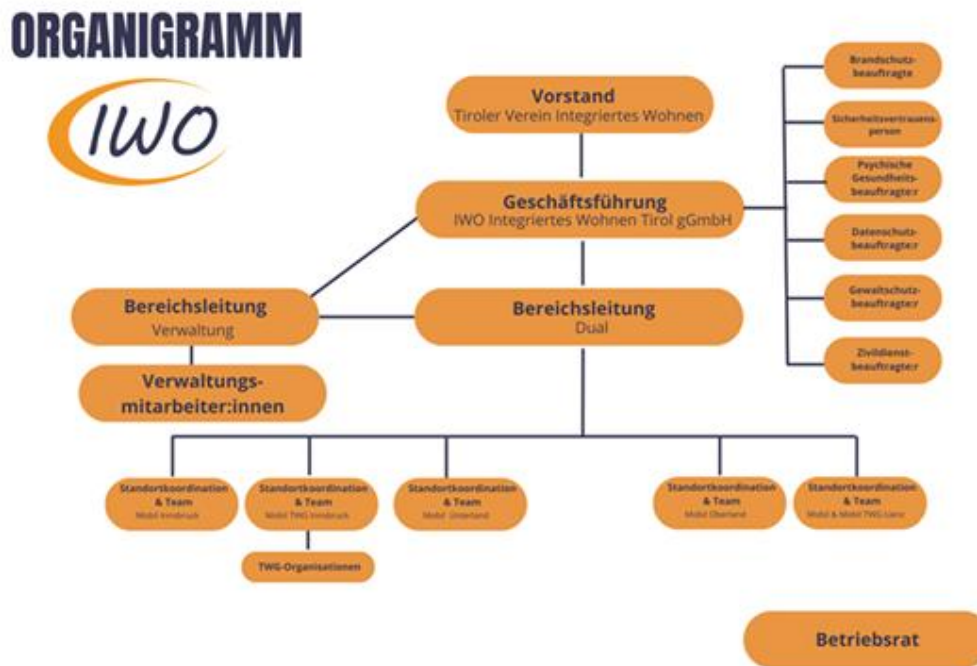 ORGANIGRAMM
IWO
Vorstand
Tiroler Verein Integriertes Wohnen
Geschäftsführung
IWO Integriertes Wohnen Tirol gGmbH
Brandschutz-
beauftragte
Sicherheitsvertrauens-
person
Psychische
Gesundheits-
beauftragte:r
Datenschutz-
beauftragte:r
Gewaltschutz-
beauftragte:r
Zivildienst-
beauftragte:r
Bereichsleitung
Verwaltung
Bereichsleitung
Dual
Verwaltungs-
mitarbeiter:innen
Standortkoordination
& Team
Mobil Innsbruck
Standortkoordination
& Team
Mobil TWG Innsbruck
Standortkoordination
& Team
Mobil Unterland
Standortkoordination
& Team
Mobil Oberland
Standortkoordination
& Team
Mobil & Mobil TWG Lienz
TWG-Organisationen
Betriebsrat